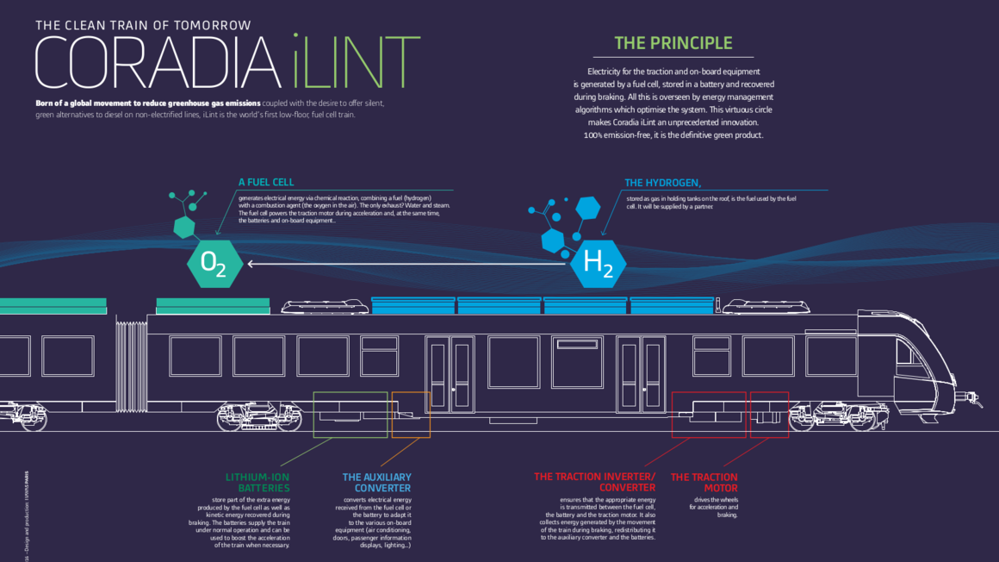 THE CLEAN TRAIN OF TOMORROW
CORADIA iLINT
Born of a global movement to reduce greenhouse gas emissions coupled with the desire to offer silent,
green alternatives to diesel on non-electrified lines, iLint is the world's first low-floor, fuel cell train.
THE PRINCIPLE
Electricity for the traction and on-board equipment
is generated by a fuel cell, stored in a battery and recovered
during braking. All this is overseen by energy management
algorithms which optimise the system. This virtuous circle
makes Coradia iLint an unprecedented innovation.
100% emission-free, it is the definitive green product.
A FUEL CELL
generates electrical energy via chemical reaction, combining a fuel (hydrogen)
with a combustion agent (the oxygen in the air). The only exhaust? Water and steam.
The fuel cell powers the traction motor during acceleration and, at the same time,
the batteries and on-board equipment..
THE HYDROGEN,
stored as gas in holding tanks on the roof, is the fuel used by the fuel
cell. It will be supplied by a partner.
O2
H2
LITHIUM-ION
BATTERIES
store part of the extra energy
produced by the fuel cell as well as
kinetic energy recovered during
braking. The batteries supply the train
under normal operation and can be
used to boost the acceleration
of the train when necessary.
THE AUXILIARY
CONVERTER
converts electrical energy
received from the fuel cell or
the battery to adapt it
to the various on-board
equipment (air conditioning,
doors, passenger information
displays, lighting...)
THE TRACTION INVERTER/
CONVERTER
ensures that the appropriate energy
is transmitted between the fuel cell,
the battery and the traction motor. It also
collects energy generated by the movement
of the train during braking, redistributing it
to the auxiliary converter and the batteries.
THE TRACTION
MOTOR
drives the wheels
for acceleration and
braking.
– Design and production: PARIS